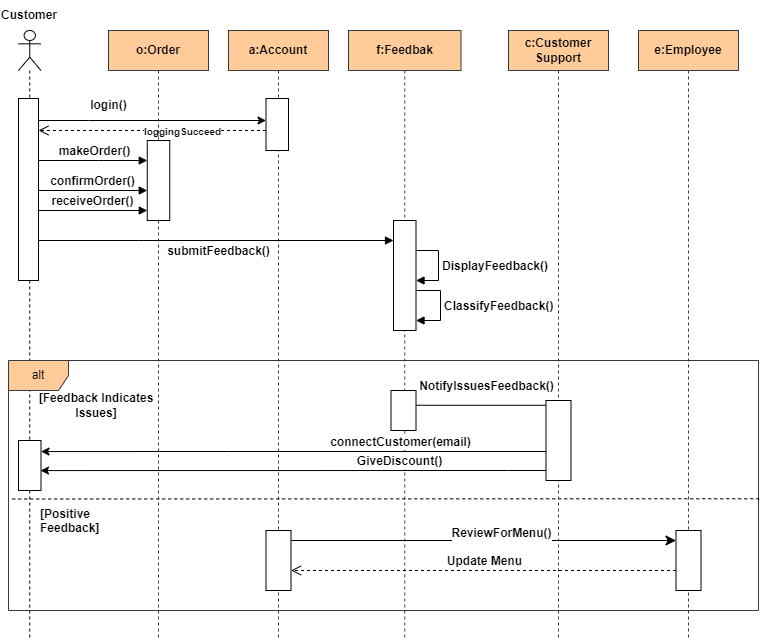 Customer
o:Order
a:Account
f:Feedbak
c:Customer
Support
e:Employee
login()
loggingSucceed
makeOrder()
confirmOrder()
receiveOrder()
submitFeedback()
DisplayFeedback()
ClassifyFeedback()
alt
[Feedback Indicates
Issues]
NotifyIssuesFeedback()
connectCustomer(email)
GiveDiscount()
[Positive
Feedback]
ReviewForMenu()
Update Menu